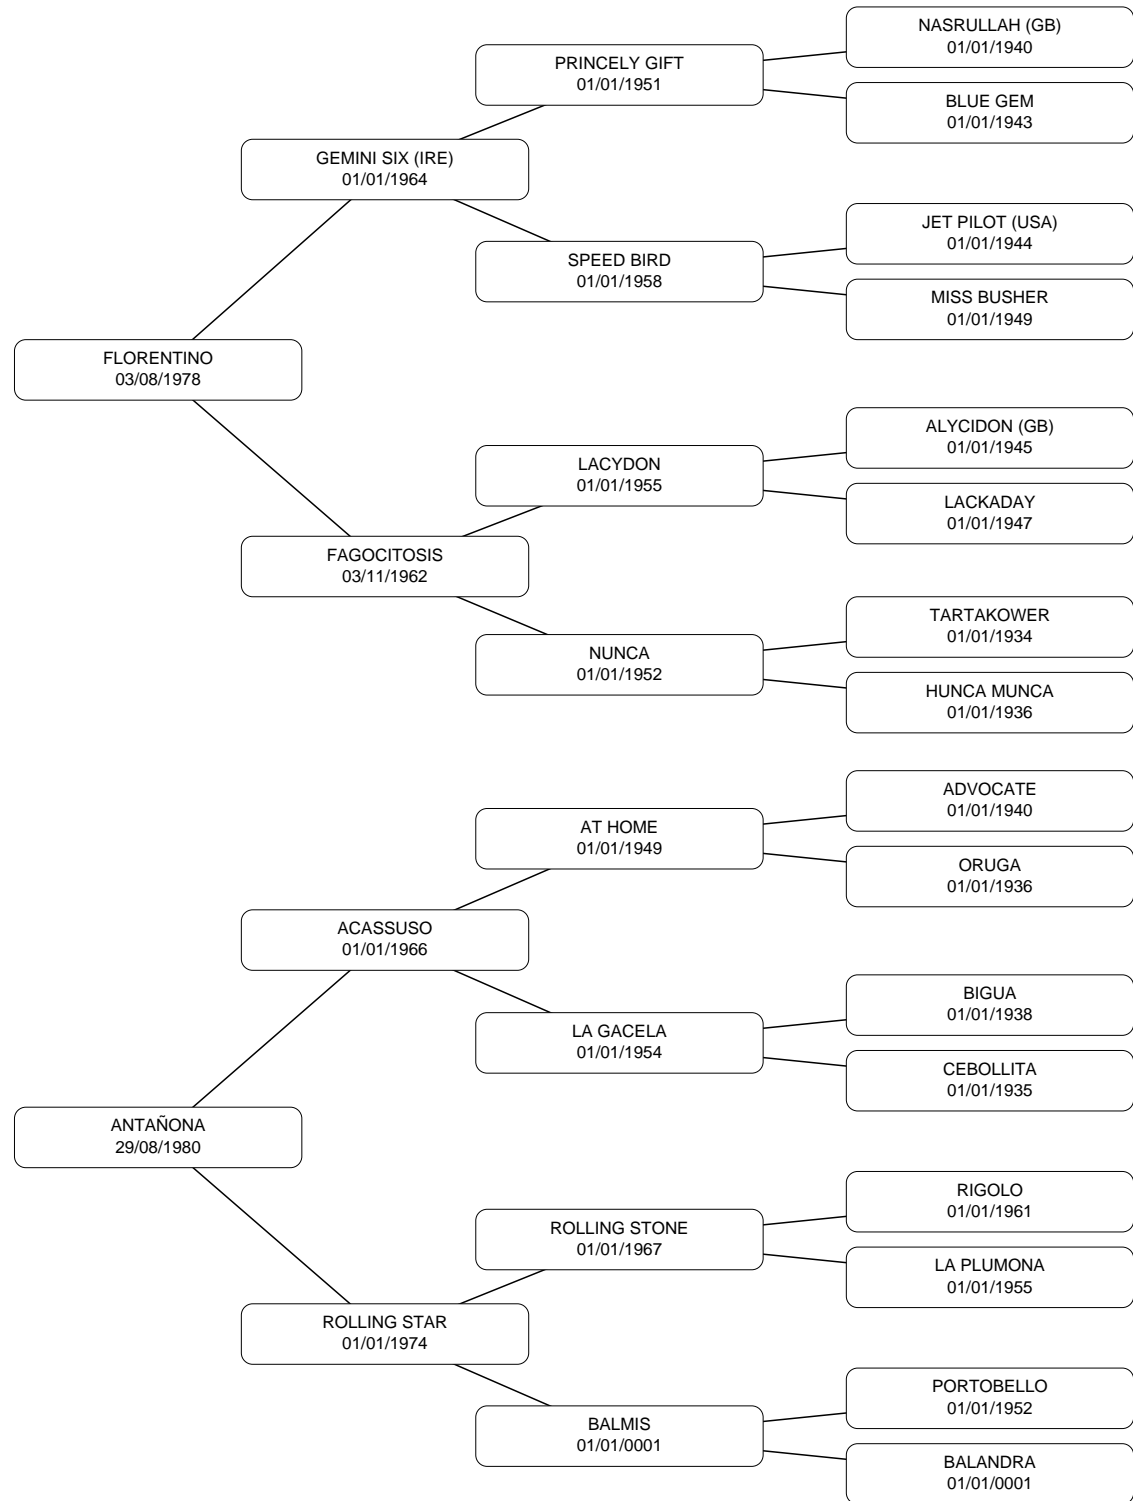 NASRULLAH (GB)
01/01/1940
PRINCELY GIFT
01/01/1951
BLUE GEM
01/01/1943
GEMINI SIX (IRE)
01/01/1964
JET PILOT (USA)
01/01/1944
SPEED BIRD
01/01/1958
MISS BUSHER
01/01/1949
FLORENTINO
03/08/1978
ALYCIDON (GB)
01/01/1945
LACYDON
01/01/1955
LACKADAY
01/01/1947
FAGOCITOSIS
03/11/1962
TARTAKOWER
01/01/1934
NUNCA
01/01/1952
HUNCA MUNCA
01/01/1936
ADVOCATE
01/01/1940
AT HOME
01/01/1949
ORUGA
01/01/1936
ACASSUSO
01/01/1966
BIGUA
01/01/1938
LA GACELA
01/01/1954
CEBOLLITA
01/01/1935
ANTAÑONA
29/08/1980
RIGOLO
01/01/1961
ROLLING STONE
01/01/1967
LA PLUMONA
01/01/1955
ROLLING STAR
01/01/1974
PORTOBELLO
01/01/1952
BALMIS
01/01/0001
BALANDRA
01/01/0001